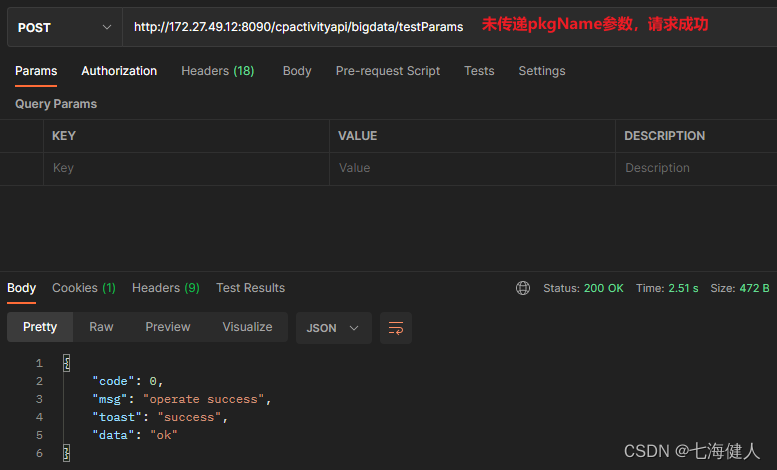 POST http://172.27.49.12:8090/cpactivityapi/bigdata/testParams 未传递pkgName参数，请求成功
Params Authorization Headers (18) Body Pre-request Script Tests Settings
Query Params
KEY VALUE DESCRIPTION
Key Value Description
Body Cookies (1) Headers (9) Test Results Status: 200 OK Time: 2.51 s Size: 472 B
Pretty Raw Preview Visualize JSON
1 {
2 "code": 0,
3 "msg": "operate success",
4 "toast": "success",
5 "data": "ok"
6 }
CSDN @七海健人